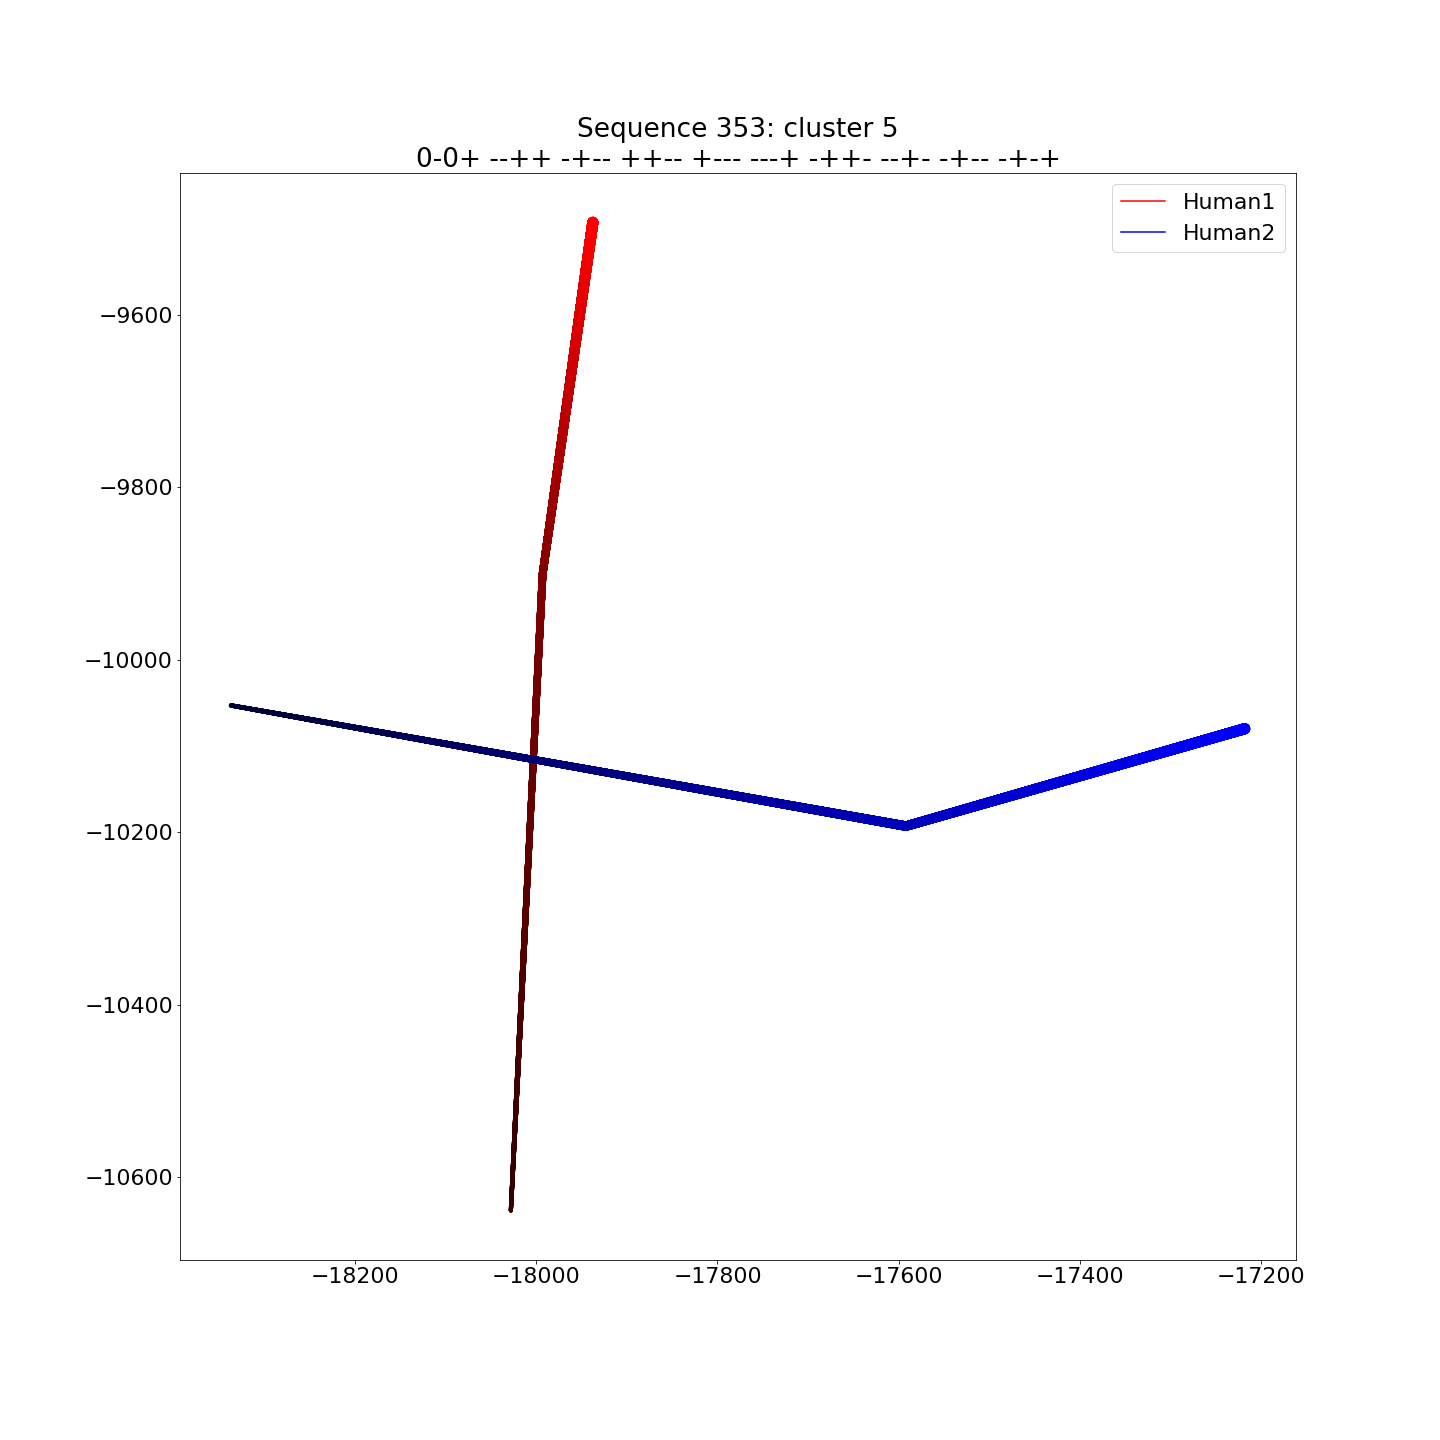 Sequence 353: cluster 5
0-0+ --++ -+-- ++-- +--- ---+ -++- --+- -+-- -+-+
Human1
Human2
−9600
−9800
−10000
−10200
−10400
−10600
−18200 −18000 −17800 −17600 −17400 −17200